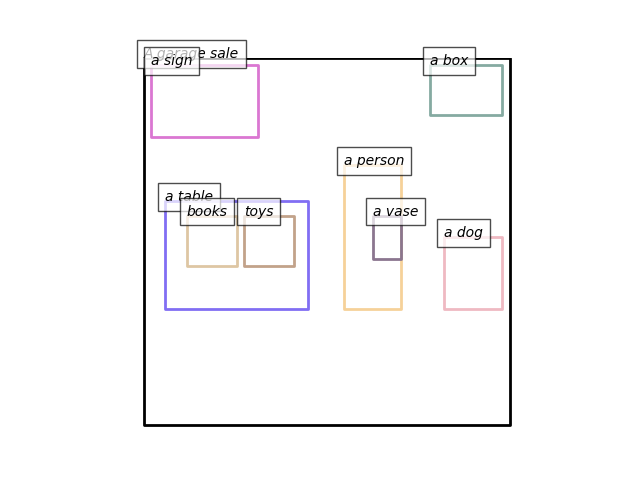 A garage sale
a sign
a box
a person
a table
books
toys
a vase
a dog